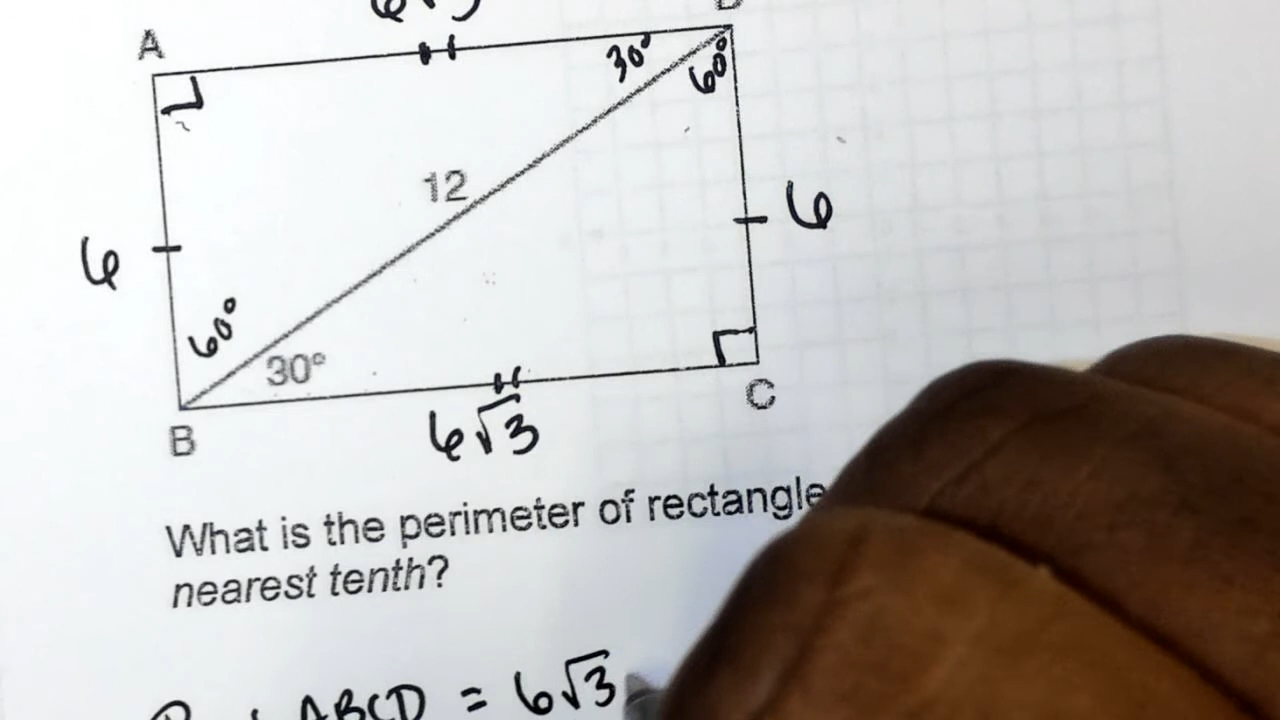 A
30°
60°
12
6
6
60°
30°
B
6√3
C
What is the perimeter of rectangle
nearest tenth?
ABCD = 6√3